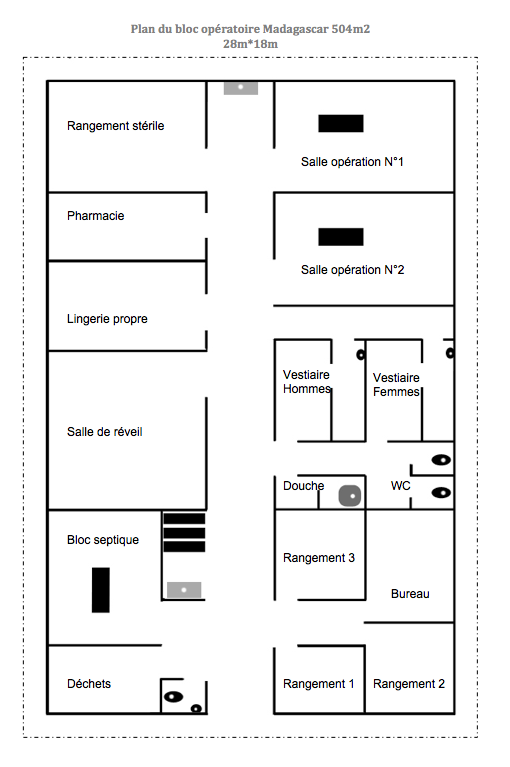 Plan du bloc opératoire Madagascar 504m2
28m*18m
Rangement stérile
Salle opération N°1
Pharmacie
Salle opération N°2
Lingerie propre
Vestiaire
Hommes
Vestiaire
Femmes
Salle de réveil
Douche
WC
Bloc septique
Rangement 3
Bureau
Déchets
Rangement 1
Rangement 2